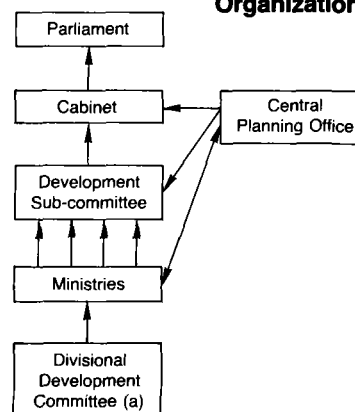 Organization
Parliament
Cabinet
Central
Planning Office
Development
Sub-committee
Ministries
Divisional
Development
Committee (a)